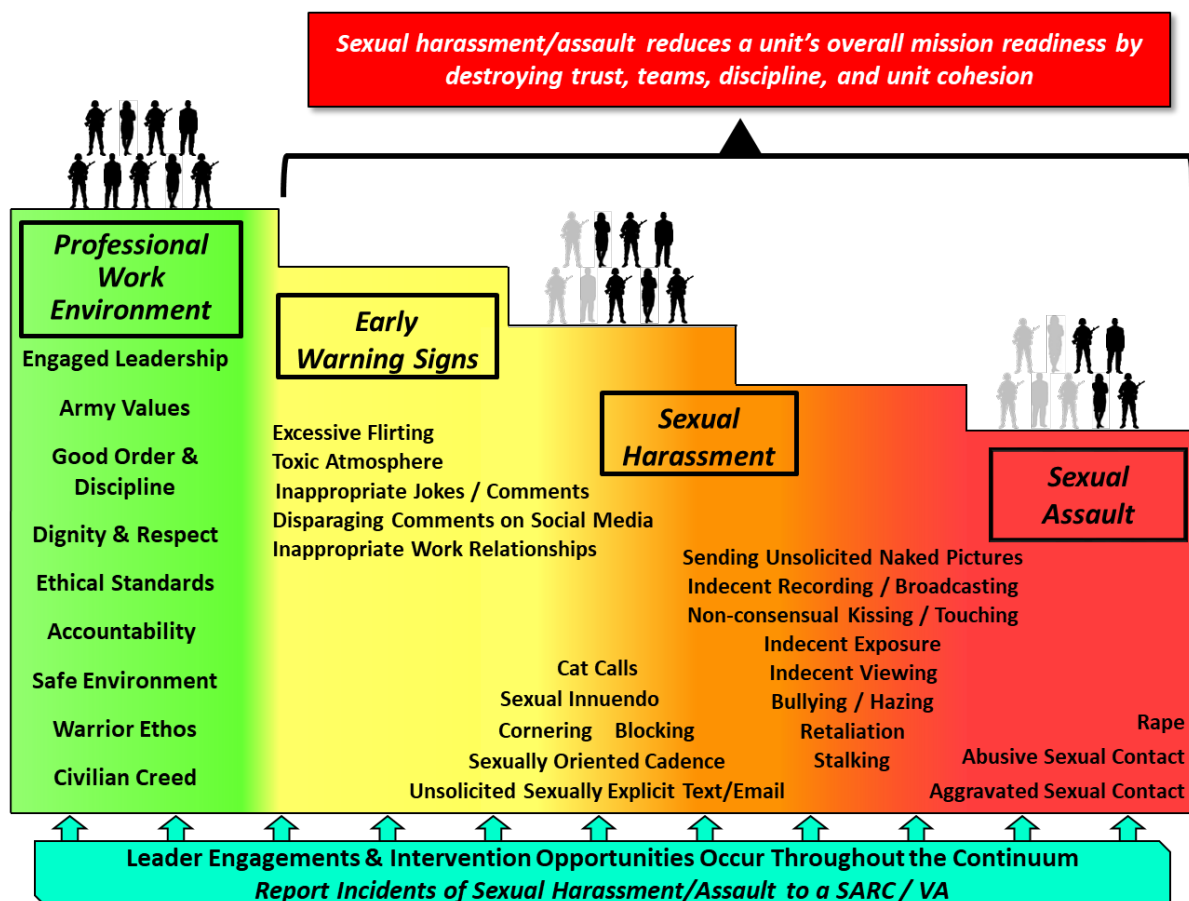 Sexual harassment/assault reduces a unit's overall mission readiness by
destroying trust, teams, discipline, and unit cohesion
Professional
Work
Environment
Engaged Leadership
Army Values
Good Order &
Discipline
Dignity & Respect
Ethical Standards
Accountability
Safe Environment
Warrior Ethos
Civilian Creed
Early
Warning Signs
Excessive Flirting
Toxic Atmosphere
Inappropriate Jokes / Comments
Disparaging Comments on Social Media
Inappropriate Work Relationships
Sexual
Harassment
Cat Calls
Sexual Innuendo
Cornering Blocking
Sexually Oriented Cadence
Unsolicited Sexually Explicit Text/Email
Sending Unsolicited Naked Pictures
Indecent Recording / Broadcasting
Non-consensual Kissing / Touching
Indecent Exposure
Indecent Viewing
Bullying / Hazing
Retaliation
Stalking
Sexual
Assault
Rape
Abusive Sexual Contact
Aggravated Sexual Contact
Leader Engagements & Intervention Opportunities Occur Throughout the Continuum
Report Incidents of Sexual Harassment/Assault to a SARC / VA